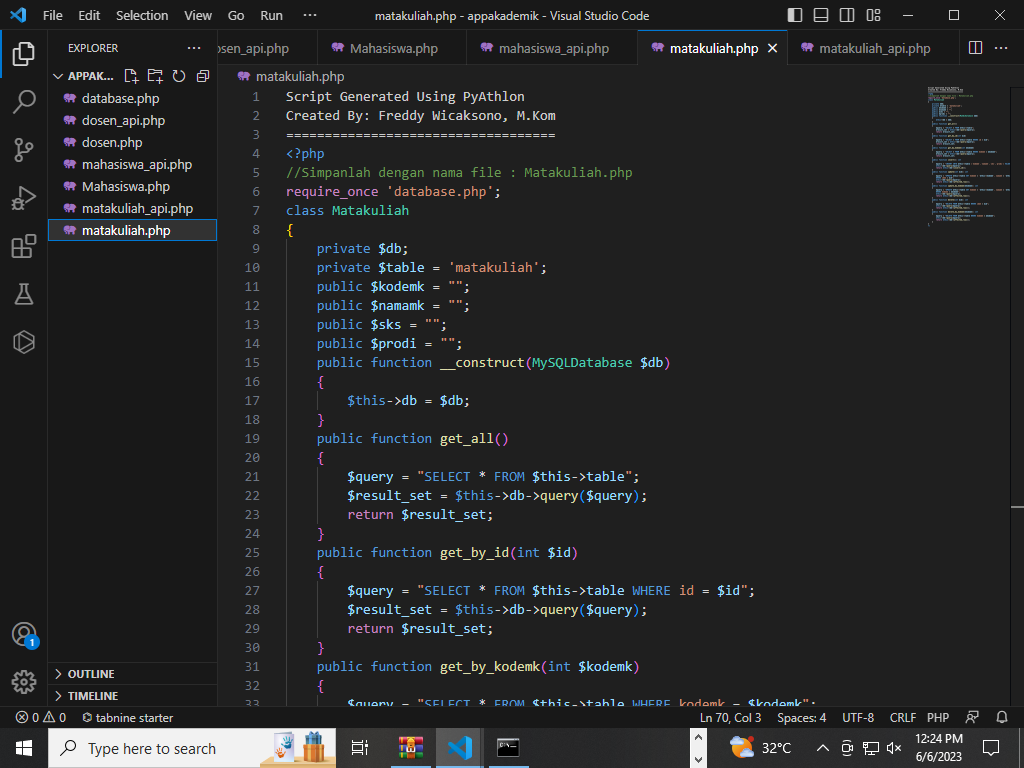 File Edit Selection View Go Run ··· matakuliah.php - appakademik - Visual Studio Code
EXPLORER ···
osen_api.php Mahasiswa.php mahasiswa_api.php matakuliah.php matakuliah_api.php ···
APPAK...
database.php
dosen_api.php
dosen.php
mahasiswa_api.php
Mahasiswa.php
matakuliah_api.php
matakuliah.php
OUTLINE
TIMELINE
matakuliah.php
1 Script Generated Using PyAthlon
2 Created By: Freddy Wicaksono, M.Kom
3 ===================================
4 <?php
5 //Simpanlah dengan nama file : Matakuliah.php
6 require_once 'database.php';
7 class Matakuliah
8 {
9 private $db;
10 private $table = 'matakuliah';
11 public $kodemk = "";
12 public $namamk = "";
13 public $sks = "";
14 public $prodi = "";
15 public function __construct(MySQLDatabase $db)
16 {
17 $this->db = $db;
18 }
19 public function get_all()
20 {
21 $query = "SELECT * FROM $this->table";
22 $result_set = $this->db->query($query);
23 return $result_set;
24 }
25 public function get_by_id(int $id)
26 {
27 $query = "SELECT * FROM $this->table WHERE id = $id";
28 $result_set = $this->db->query($query);
29 return $result_set;
30 }
31 public function get_by_kodemk(int $kodemk)
32 {
33 $query = "SELECT * FROM $this->table WHERE kodemk = $kodemk";
1
0 0 tabnine starter Ln 70, Col 3 Spaces: 4 UTF-8 CRLF PHP
Type here to search 32°C 12:24 PM
6/6/2023